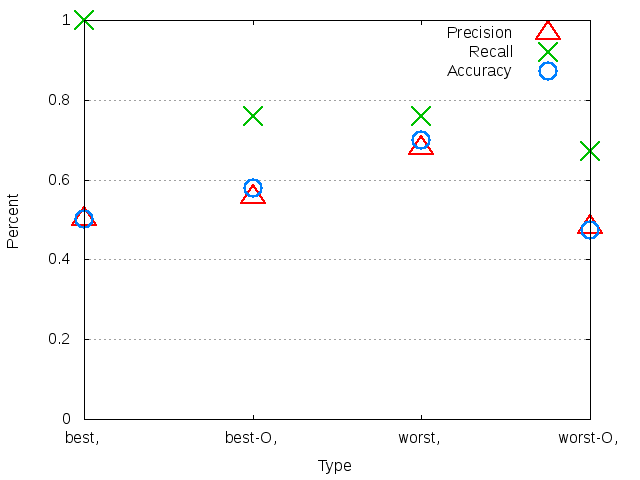 1
Precision
Recall
Accuracy
0.8
0.6
Percent
0.4
0.2
0
best, best-O, worst, worst-O,
Type